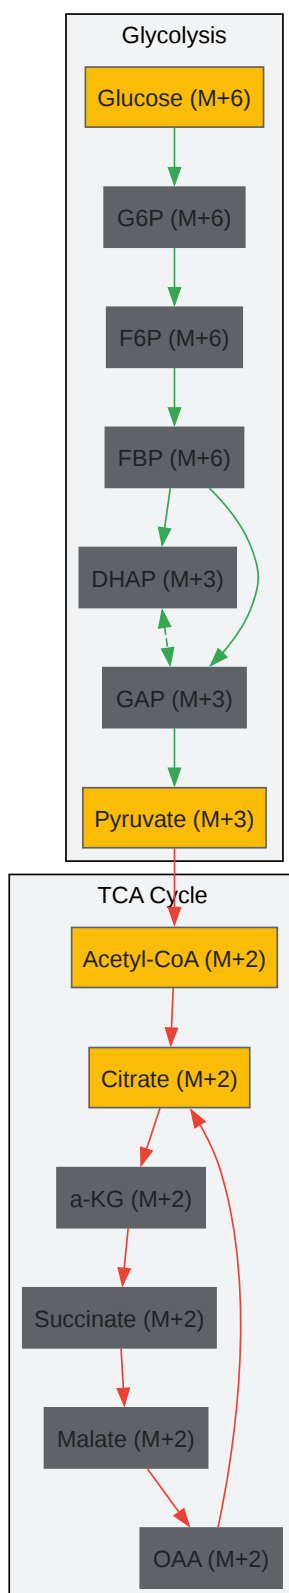 Glycolysis
Glucose (M+6)
G6P (M+6)
F6P (M+6)
FBP (M+6)
DHAP (M+3)
GAP (M+3)
Pyruvate (M+3)
TCA Cycle
Acetyl-CoA (M+2)
Citrate (M+2)
a-KG (M+2)
Succinate (M+2)
Malate (M+2)
OAA (M+2)